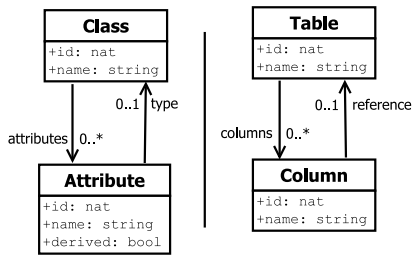 Class
+id: nat
+name: string
0..1 type
attributes 0..*
Attribute
+id: nat
+name: string
+derived: bool
Table
+id: nat
+name: string
0..1 reference
columns 0..*
Column
+id: nat
+name: string